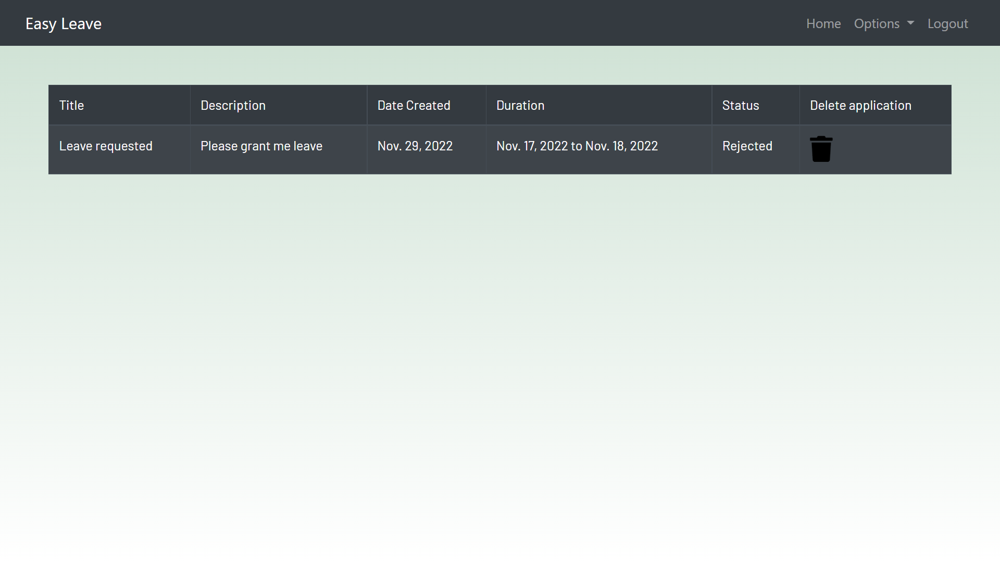 Easy Leave
Home Options Logout
Title Description Date Created Duration Status Delete application
Leave requested Please grant me leave Nov. 29, 2022 Nov. 17, 2022 to Nov. 18, 2022 Rejected